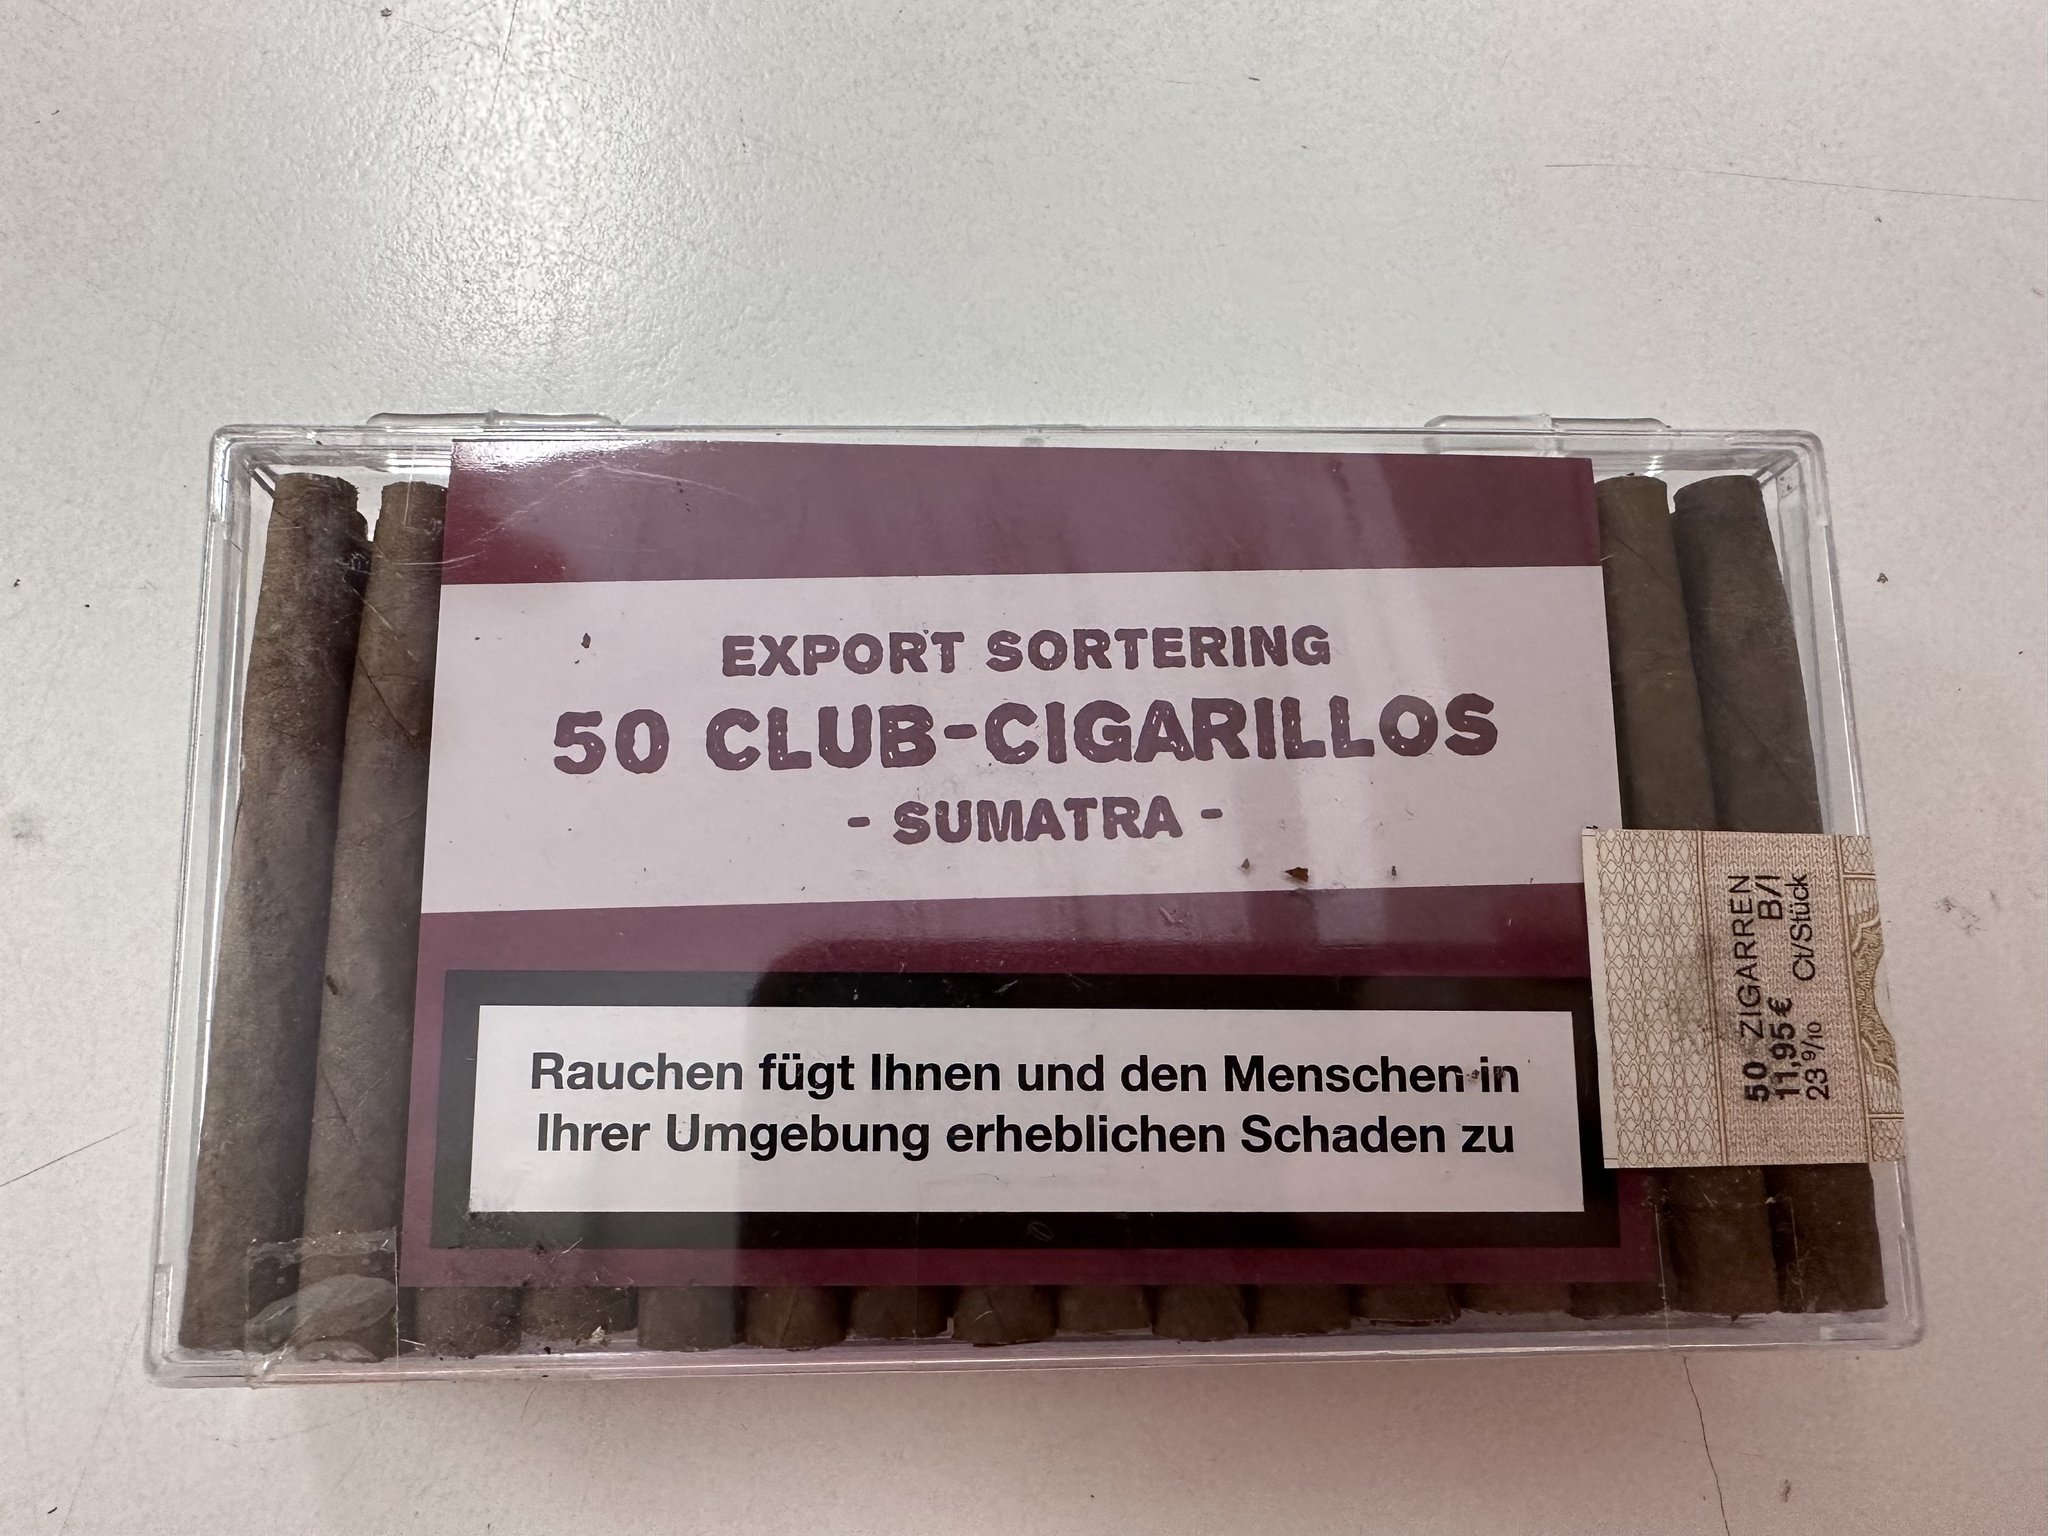 EXPORT SORTERING
50 CLUB-CIGARILLOS
- SUMATRA -
Rauchen fügt Ihnen und den Menschen in
Ihrer Umgebung erheblichen Schaden zu
50 ZIGARREN
11,95 € B/I
23 9/10 Ct/Stück